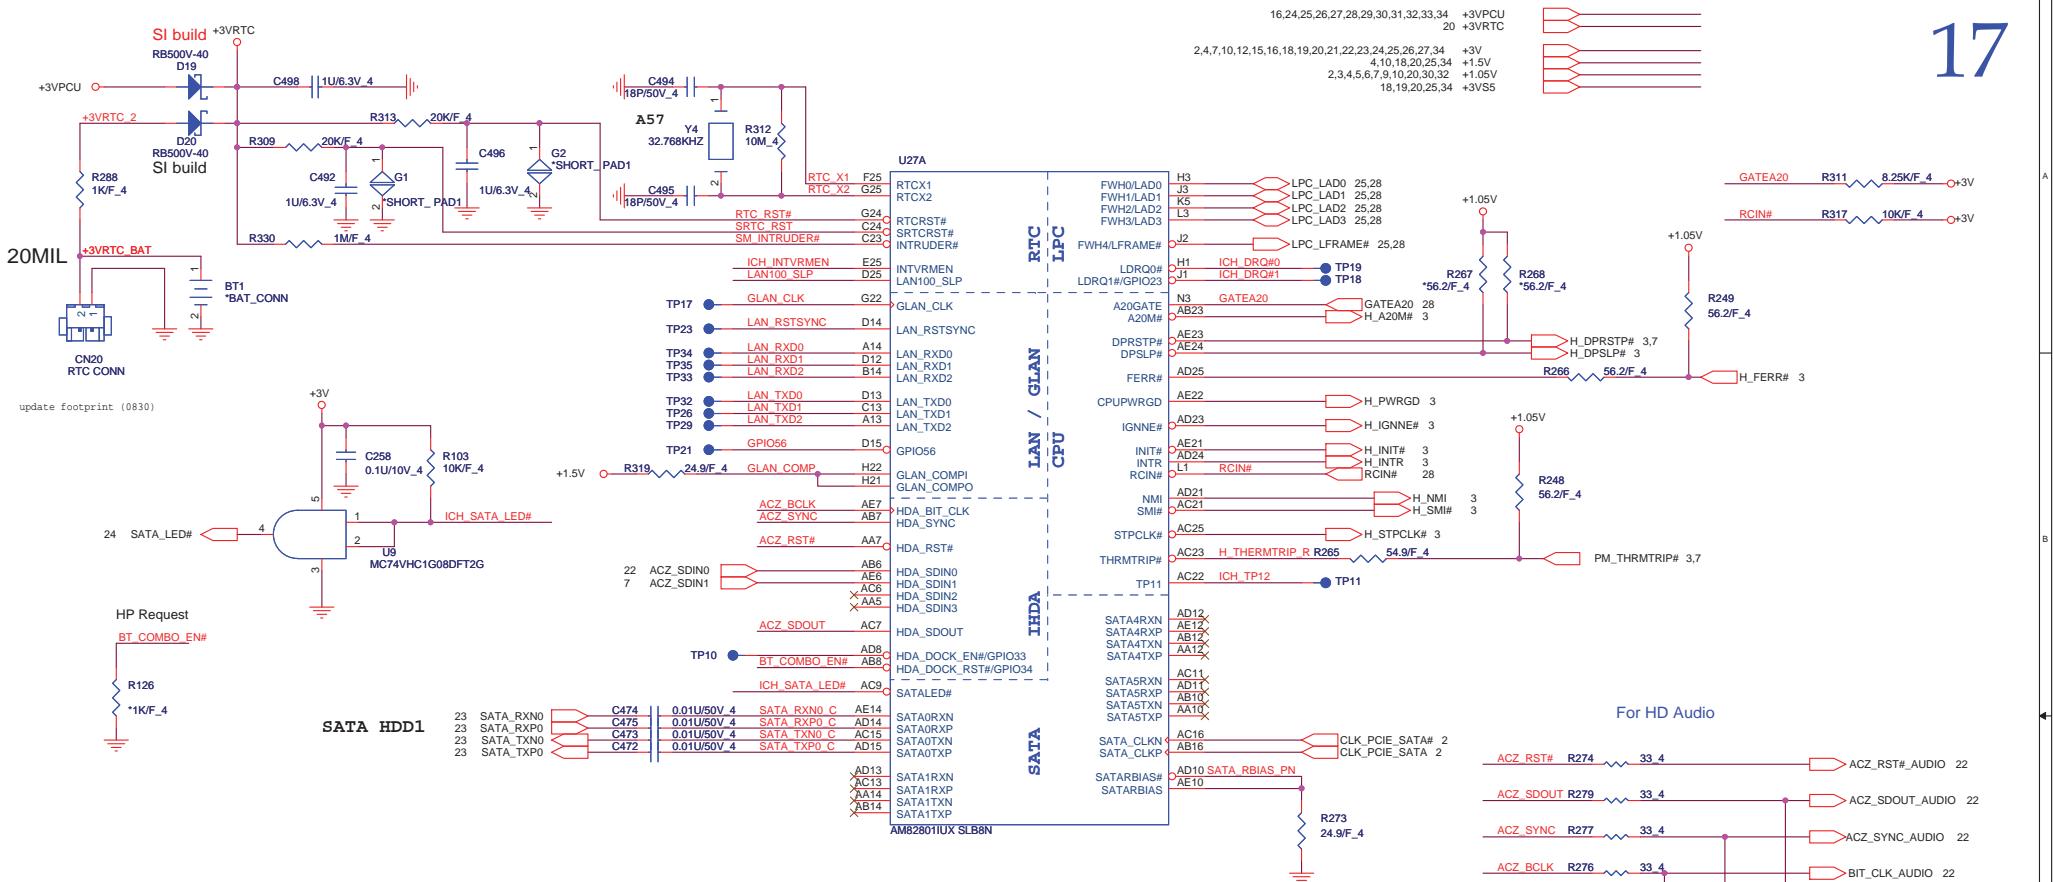 16,24,25,26,27,28,29,30,31,32,33,34 +3VPCU
20 +3VRTC
2,4,7,10,12,15,16,18,19,20,21,22,23,24,25,26,27,34 +3V
4,10,18,20,25,34 +1.5V
2,3,4,5,6,7,9,10,20,30,32 +1.05V
18,19,20,25,34 +3VS5
17
SI build +3VRTC
RB500V-40
D19
+3VPCU
C498 1U/6.3V_4
+3VRTC_2
D20
RB500V-40
SI build
R313 20K/F_4
R309 20K/F_4
R288
1K/F_4
C492
1U/6.3V_4
1
G1
*SHORT_ PAD1
2
C496
1U/6.3V_4
1
G2
*SHORT_ PAD1
2
R330 1M/F_4
C494
18P/50V_4
A57
1
Y4
32.768KHZ
2
R312
10M_4
C495
18P/50V_4
20MIL
+3VRTC_BAT
1
BT1
*BAT_CONN
2
2 1
CN20
RTC CONN
update footprint (0830)
+3V
C258
0.1U/10V_4
R103
10K/F_4
5
24 SATA_LED# 4
1 ICH_SATA_LED#
2
3
U9
MC74VHC1G08DFT2G
HP Request
BT_COMBO_EN#
R126
*1K/F_4
SATA HDD1
U27A
RTC_X1 F25 RTCX1
RTC_X2 G25 RTCX2
RTC_RST# G24 RTCRST#
SRTC_RST C24 SRTCRST#
SM_INTRUDER# C23 INTRUDER#
ICH_INTVRMEN E25 INTVRMEN
LAN100_SLP D25 LAN100_SLP
TP17 GLAN_CLK G22 GLAN_CLK
TP23 LAN_RSTSYNC D14 LAN_RSTSYNC
TP34 LAN_RXD0 A14 LAN_RXD0
TP35 LAN_RXD1 D12 LAN_RXD1
TP33 LAN_RXD2 B14 LAN_RXD2
TP32 LAN_TXD0 D13 LAN_TXD0
TP26 LAN_TXD1 C13 LAN_TXD1
TP29 LAN_TXD2 A13 LAN_TXD2
TP21 GPIO56 D15 GPIO56
+1.5V R319 24.9/F_4 GLAN_COMP H22 GLAN_COMPI
H21 GLAN_COMPO
ACZ_BCLK AE7 HDA_BIT_CLK
ACZ_SYNC AB7 HDA_SYNC
ACZ_RST# AA7 HDA_RST#
22 ACZ_SDIN0 AB6 HDA_SDIN0
7 ACZ_SDIN1 AE6 HDA_SDIN1
AC6 HDA_SDIN2
AA5 HDA_SDIN3
ACZ_SDOUT AC7 HDA_SDOUT
TP10 AD8 HDA_DOCK_EN#/GPIO33
BT_COMBO_EN# AB8 HDA_DOCK_RST#/GPIO34
ICH_SATA_LED# AC9 SATALED#
23 SATA_RXN0 C474 0.01U/50V_4 SATA_RXN0_C AE14 SATA0RXN
23 SATA_RXP0 C475 0.01U/50V_4 SATA_RXP0_C AD14 SATA0RXP
23 SATA_TXN0 C473 0.01U/50V_4 SATA_TXN0_C AC15 SATA0TXN
23 SATA_TXP0 C472 0.01U/50V_4 SATA_TXP0_C AD15 SATA0TXP
AD13 SATA1RXN
AC13 SATA1RXP
AA14 SATA1TXN
AB14 SATA1TXP
AM82801IUX SLB8N
RTC
LPC
LAN / GLAN
CPU
IHDA
SATA
FWH0/LAD0 H3 LPC_LAD0 25,28
FWH1/LAD1 J3 LPC_LAD1 25,28
FWH2/LAD2 K5 LPC_LAD2 25,28
FWH3/LAD3 L3 LPC_LAD3 25,28
FWH4/LFRAME# J2 LPC_LFRAME# 25,28
LDRQ0# H1 ICH_DRQ#0 TP19
LDRQ1#/GPIO23 J1 ICH_DRQ#1 TP18
A20GATE N3 GATEA20 GATEA20 28
A20M# AB23 H_A20M# 3
DPRSTP# AE23 H_DPRSTP# 3,7
DPSLP# AE24 H_DPSLP# 3
FERR# AD25 R266 56.2/F_4 H_FERR# 3
CPUPWRGD AE22 H_PWRGD 3
IGNNE# AD23 H_IGNNE# 3
INIT# AE21 H_INIT# 3
INTR AD24 H_INTR 3
RCIN# L1 RCIN# RCIN# 28
NMI AD21 H_NMI 3
SMI# AC21 H_SMI# 3
STPCLK# AC25 H_STPCLK# 3
THRMTRIP# AC23 H_THERMTRIP_R R265 54.9/F_4 PM_THRMTRIP# 3,7
TP11 AC22 ICH_TP12 TP11
SATA4RXN AD12
SATA4RXP AE12
SATA4TXN AB12
SATA4TXP AA12
SATA5RXN AC11
SATA5RXP AD11
SATA5TXN AB10
SATA5TXP AA10
SATA_CLKN AC16 CLK_PCIE_SATA# 2
SATA_CLKP AB16 CLK_PCIE_SATA 2
SATARBIAS# AD10 SATA_RBIAS_PN
SATARBIAS AE10
R273
24.9/F_4
+1.05V
R267
*56.2/F_4
R268
*56.2/F_4
+1.05V
R249
56.2/F_4
+1.05V
R248
56.2/F_4
GATEA20 R311 8.25K/F_4 +3V
RCIN# R317 10K/F_4 +3V
A
B
For HD Audio
ACZ_RST# R274 33_4 ACZ_RST#_AUDIO 22
ACZ_SDOUT R279 33_4 ACZ_SDOUT_AUDIO 22
ACZ_SYNC R277 33_4 ACZ_SYNC_AUDIO 22
ACZ_BCLK R276 33_4 BIT_CLK_AUDIO 22